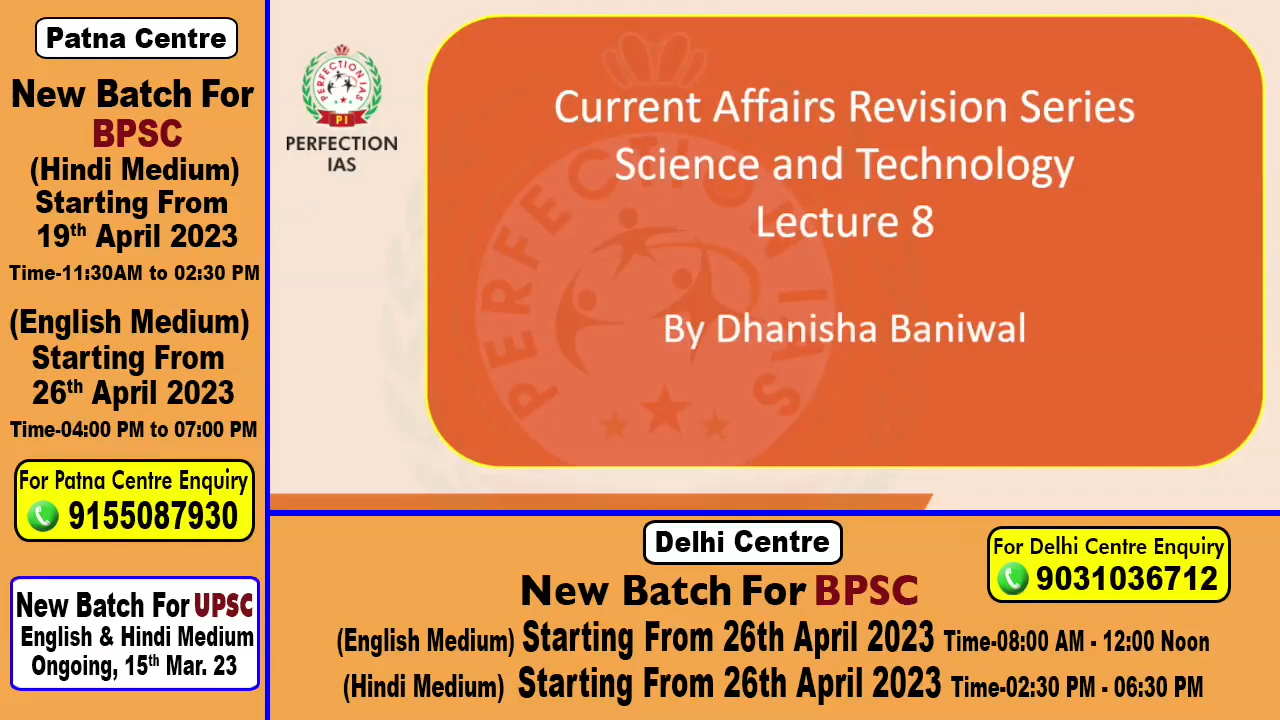 Patna Centre
New Batch For
BPSC
(Hindi Medium)
Starting From
19th April 2023
Time-11:30AM to 02:30 PM
(English Medium)
Starting From
26th April 2023
Time-04:00 PM to 07:00 PM
For Patna Centre Enquiry
9155087930
New Batch For UPSC
English & Hindi Medium
Ongoing, 15th Mar. 23
PERFECTION IAS
PI
PERFECTION
IAS
Current Affairs Revision Series
Science and Technology
Lecture 8
By Dhanisha Baniwal
PERFECTION IAS
Delhi Centre
New Batch For BPSC
For Delhi Centre Enquiry
9031036712
(English Medium) Starting From 26th April 2023 Time-08:00 AM - 12:00 Noon
(Hindi Medium) Starting From 26th April 2023 Time-02:30 PM - 06:30 PM